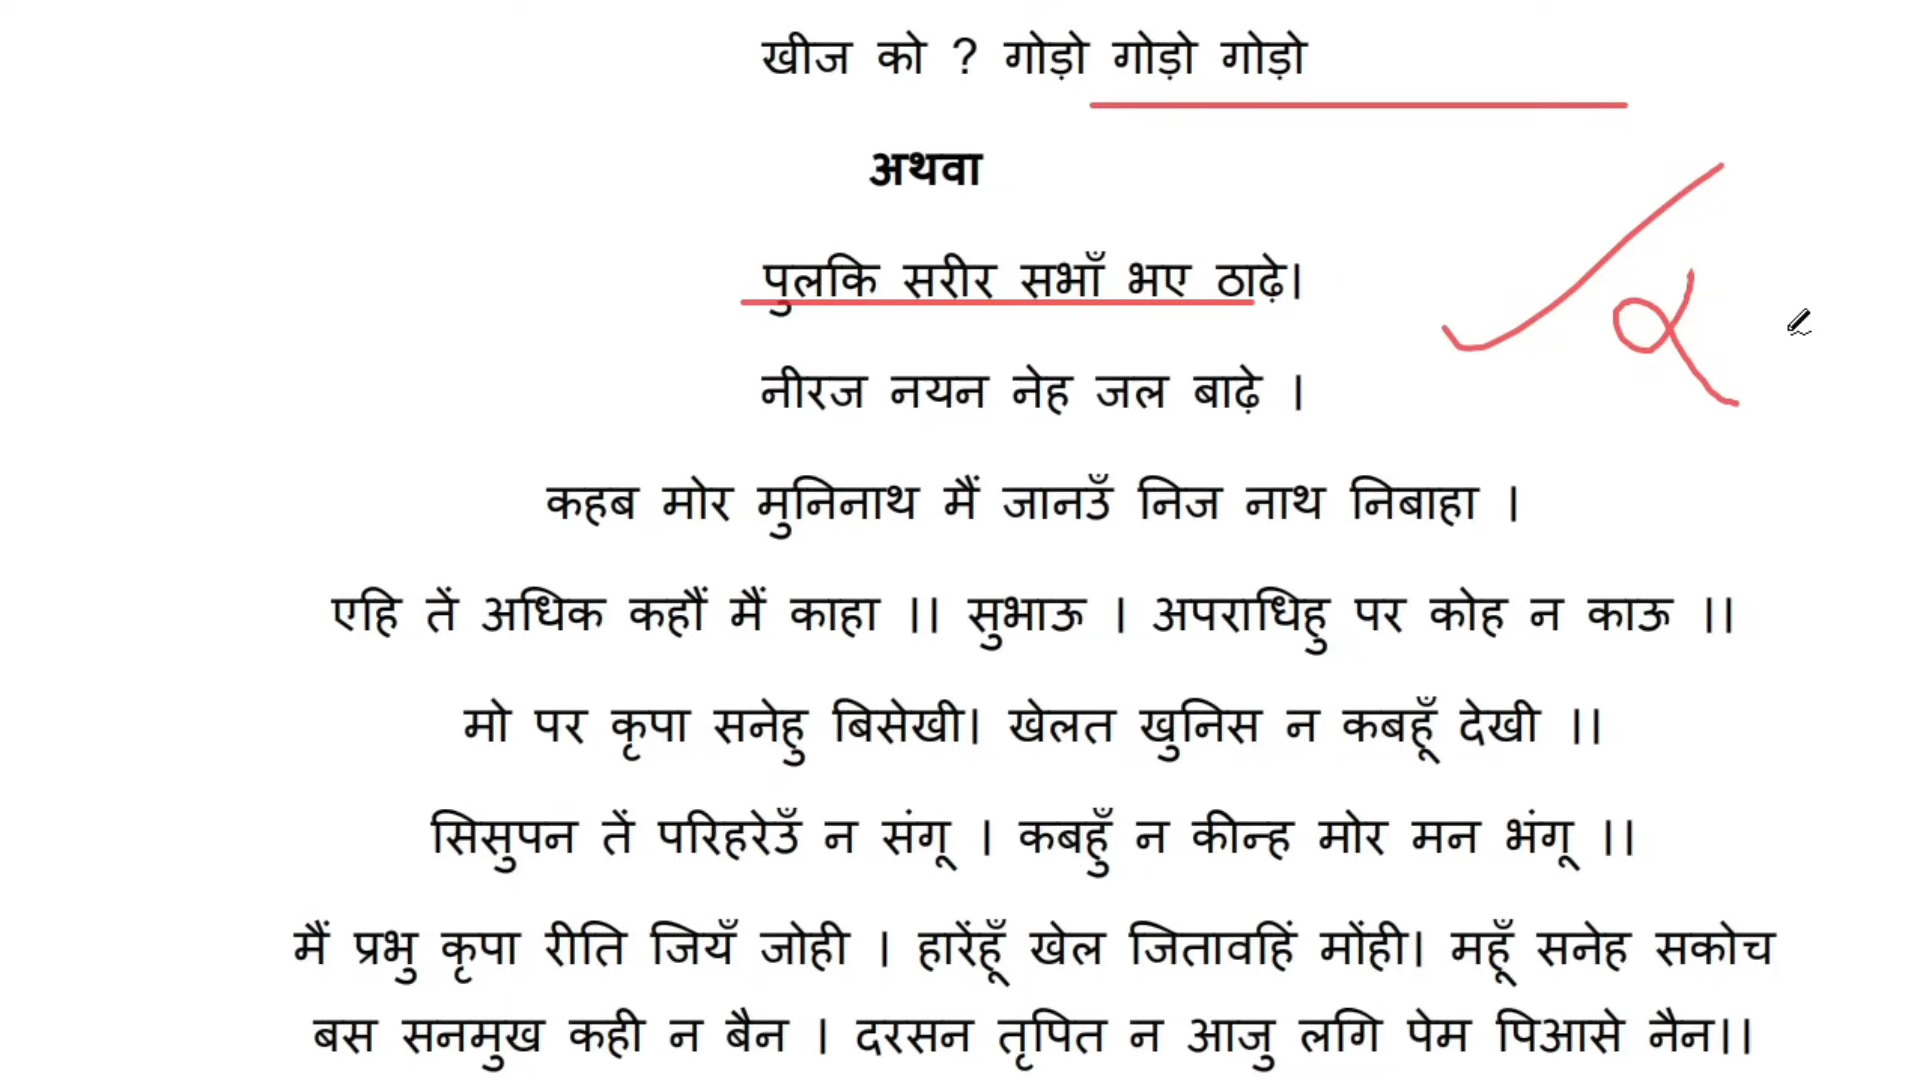 खीज को ? गोड़ो गोड़ो गोड़ो
अथवा
पुलकि सरीर सभाँ भए ठाढ़े।
नीरज नयन नेह जल बाढ़े ।
कहब मोर मुनिनाथ मैं जानउँ निज नाथ निबाहा ।
एहि तें अधिक कहौं मैं काहा ।। सुभाऊ । अपराधिहु पर कोह न काऊ ।।
मो पर कृपा सनेहु बिसेखी। खेलत खुनिस न कबहूँ देखी ।।
सिसुपन तें परिहरेउँ न संगू । कबहुँ न कीन्ह मोर मन भंगू ।।
मैं प्रभु कृपा रीति जियँ जोही । हारेंहूँ खेल जितावहिं मोंही। महूँ सनेह सकोच
बस सनमुख कही न बैन । दरसन तृपित न आजु लगि पेम पिआसे नैन।।